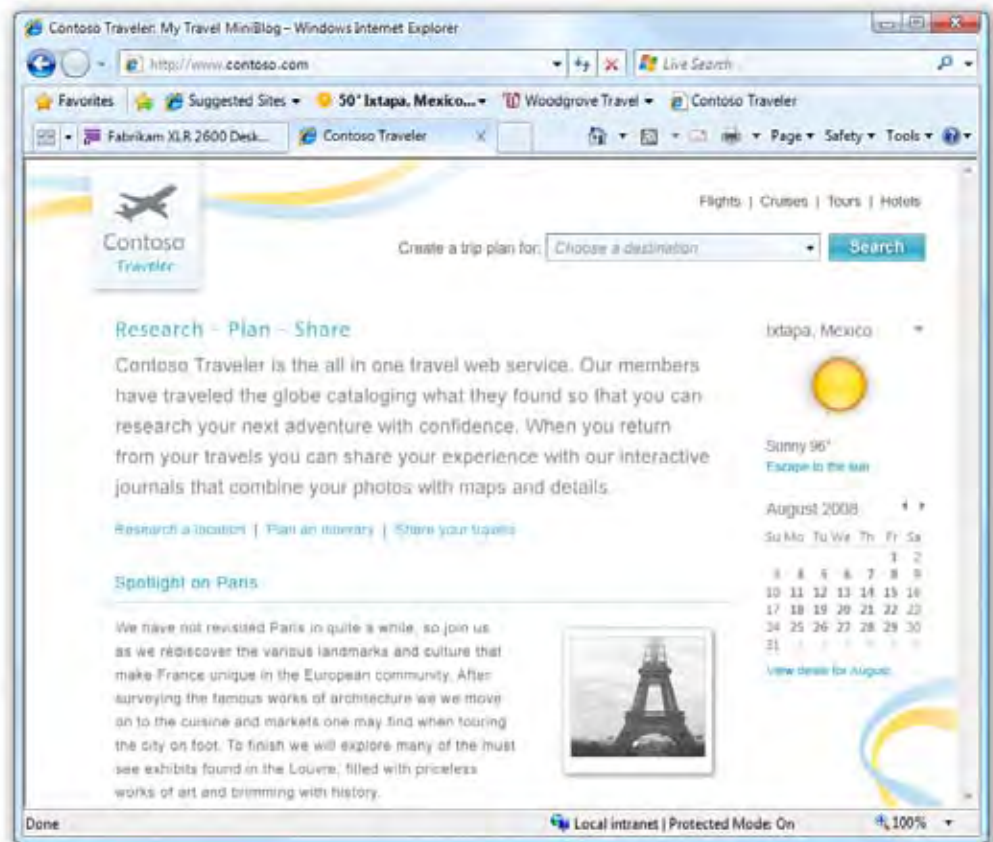 Contoso Traveler: My Travel MiniBlog - Windows Internet Explorer
http://www.contoso.com
Live Search
Favorites
Suggested Sites
50° Ixtapa, Mexico...
Woodgrove Travel
Contoso Traveler
Fabrikam XLR 2600 Desk...
Contoso Traveler X
Page
Safety
Tools
Contoso
Traveler
Flights | Cruises | Tours | Hotels
Create a trip plan for:
Choose a destination
Search
Research - Plan - Share
Contoso Traveler is the all in one travel web service. Our members
have traveled the globe cataloging what they found so that you can
research your next adventure with confidence. When you return
from your travels you can share your experience with our interactive
journals that combine your photos with maps and details.
Research a location | Plan an itinerary | Share your travels
Spotlight on Paris
We have not revisited Paris in quite a while, so join us
as we rediscover the various landmarks and culture that
make France unique in the European community. After
surveying the famous works of architecture we we move
on to the cuisine and markets one may find when touring
the city on foot. To finish we will explore many of the must
see exhibits found in the Louvre, filled with priceless
works of art and brimming with history.
Ixtapa, Mexico
Sunny 96°
Escape to the sun
August 2008
Su Mo Tu We Th Fr Sa
1 2
3 4 5 6 7 8 9
10 11 12 13 14 15 16
17 18 19 20 21 22 23
24 25 26 27 28 29 30
31
View deals for August
Done
Local intranet | Protected Mode: On
100%